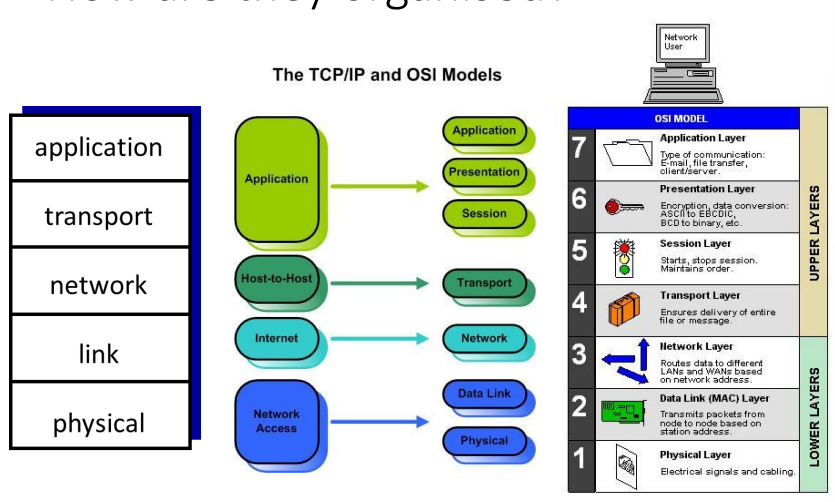 The TCP/IP and OSI Models
application
transport
network
link
physical
Application
Host-to-Host
Internet
Network
Access
Application
Presentation
Session
Transport
Network
Data Link
Physical
Network
User
OSI MODEL
7
Application Layer
Type of communication:
E-mail, file transfer,
client/server.
6
Presentation Layer
Encryption, data conversion:
ASCII to EBCDIC,
BCD to binary, etc.
5
Session Layer
Starts, stops session.
Maintains order.
4
Transport Layer
Ensures delivery of entire
file or message.
3
Network Layer
Routes data to different
LANs and WANs based
on network address.
2
Data Link (MAC) Layer
Transmits packets from
node to node based on
station address.
1
Physical Layer
Electrical signals and cabling.
UPPER LAYERS
LOWER LAYERS